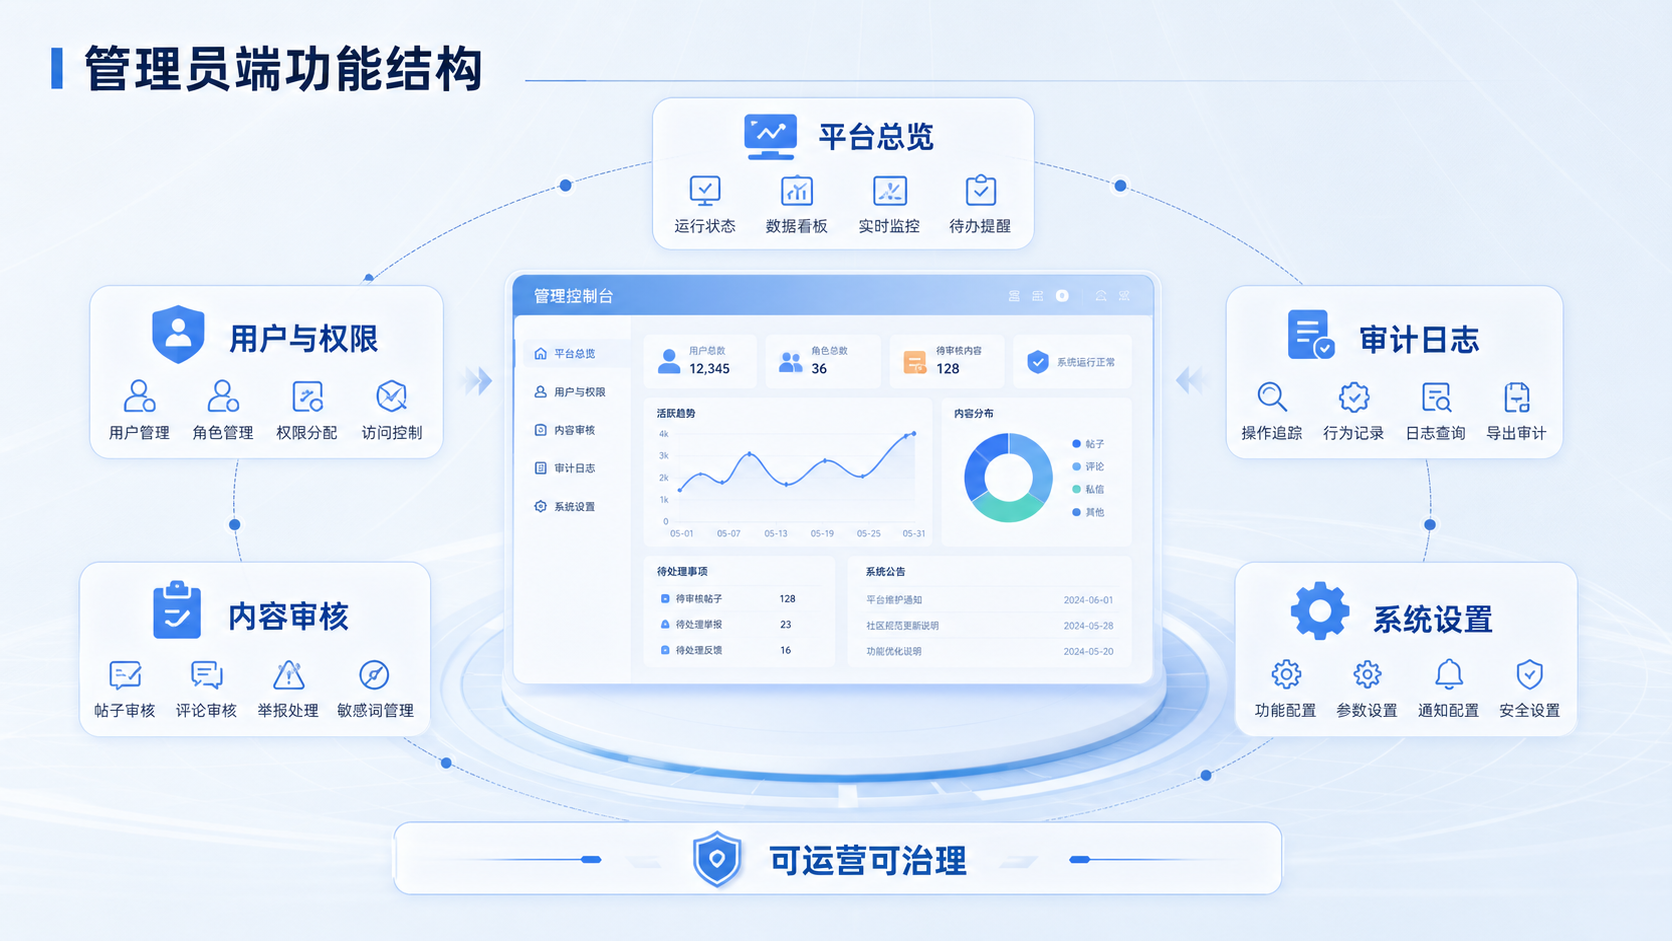 管理员端功能结构
平台总览
运行状态 数据看板 实时监控 待办提醒
用户与权限
用户管理 角色管理 权限分配 访问控制
内容审核
帖子审核 评论审核 举报处理 敏感词管理
管理控制台
平台总览
用户与权限
内容审核
审计日志
系统设置
用户总数
12,345
角色总数
36
待审核内容
128
系统运行正常
活跃趋势
4k
3k
2k
1k
0
05-01 05-07 05-13 05-19 05-25 05-31
内容分布
帖子
评论
私信
其他
待处理事项
待审核帖子 128
待处理举报 23
待处理反馈 16
系统公告
平台维护通知 2024-06-01
社区规范更新说明 2024-05-28
功能优化说明 2024-05-20
审计日志
操作追踪 行为记录 日志查询 导出审计
系统设置
功能配置 参数设置 通知配置 安全设置
可运营可治理